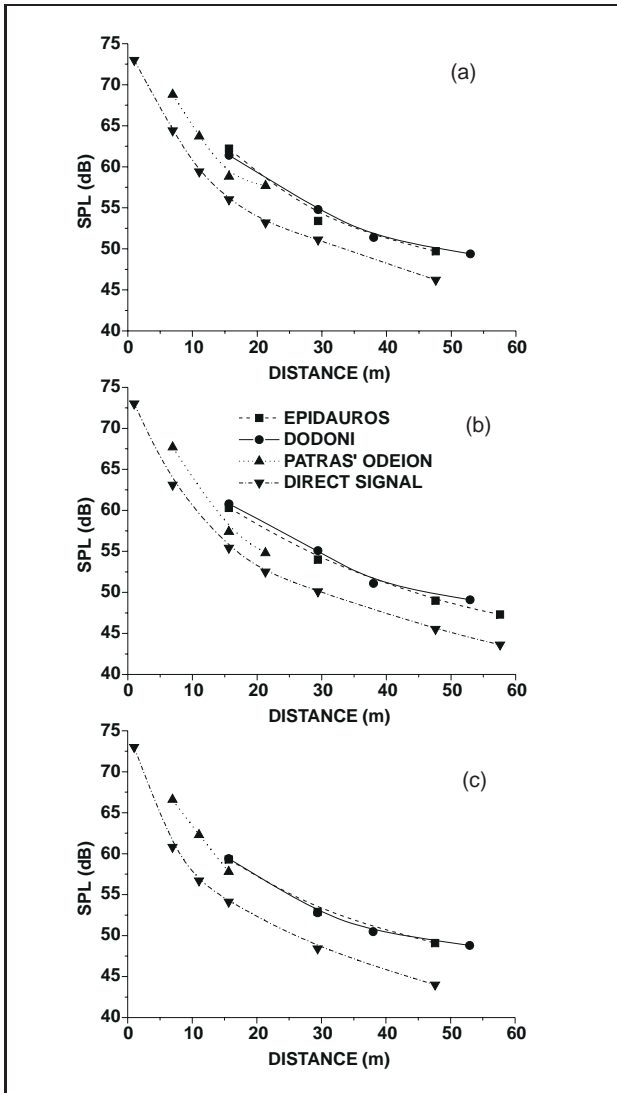 (a)
75
70
65
60
55
50
45
40
SPL (dB)
0 10 20 30 40 50 60
DISTANCE (m)
(b)
75
70
65
60
55
50
45
40
SPL (dB)
EPIDAUROS
DODONI
PATRAS' ODEION
DIRECT SIGNAL
0 10 20 30 40 50 60
DISTANCE (m)
(c)
75
70
65
60
55
50
45
40
SPL (dB)
0 10 20 30 40 50 60
DISTANCE (m)